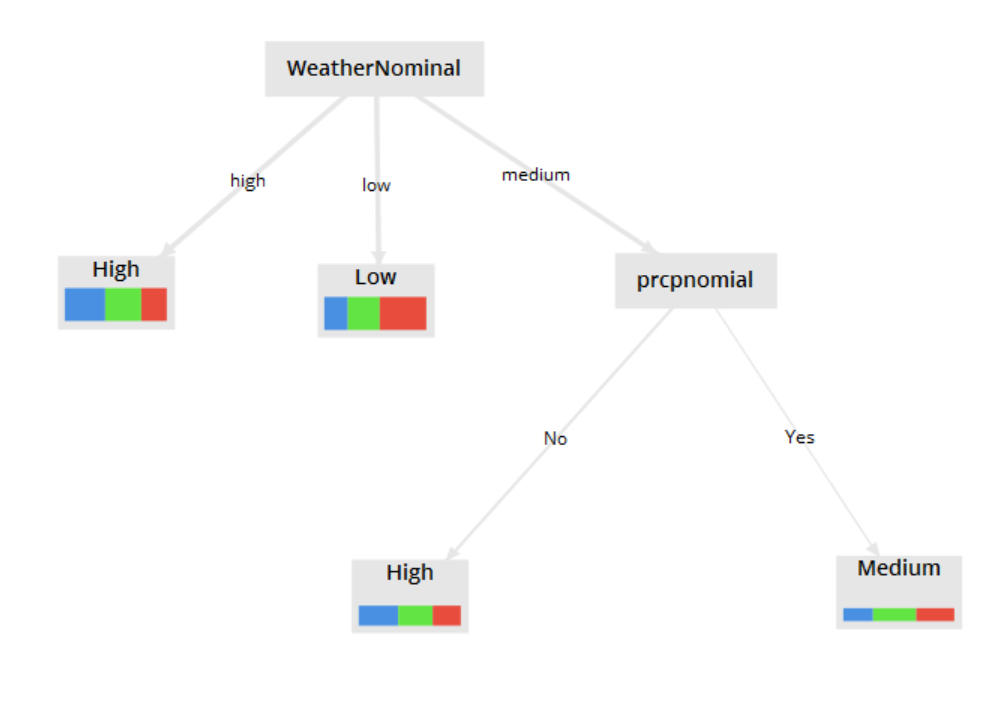 WeatherNominal
high
low
medium
High
Low
prcpnomial
No
Yes
High
Medium